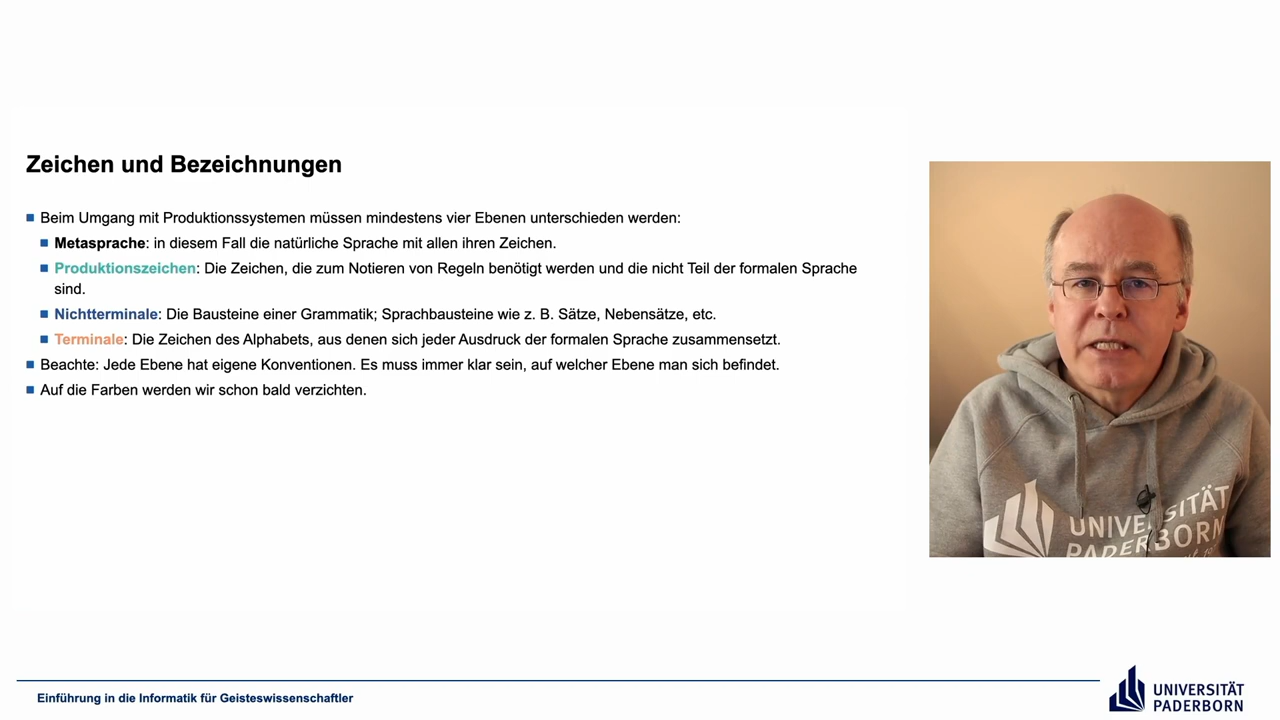 Zeichen und Bezeichnungen
Beim Umgang mit Produktionssystemen müssen mindestens vier Ebenen unterschieden werden:
Metasprache: in diesem Fall die natürliche Sprache mit allen ihren Zeichen.
Produktionszeichen: Die Zeichen, die zum Notieren von Regeln benötigt werden und die nicht Teil der formalen Sprache
sind.
Nichtterminale: Die Bausteine einer Grammatik; Sprachbausteine wie z. B. Sätze, Nebensätze, etc.
Terminale: Die Zeichen des Alphabets, aus denen sich jeder Ausdruck der formalen Sprache zusammensetzt.
Beachte: Jede Ebene hat eigene Konventionen. Es muss immer klar sein, auf welcher Ebene man sich befindet.
Auf die Farben werden wir schon bald verzichten.
UNIVERSITÄT
PADERBORN
Einführung in die Informatik für Geisteswissenschaftler
UNIVERSITÄT
PADERBORN